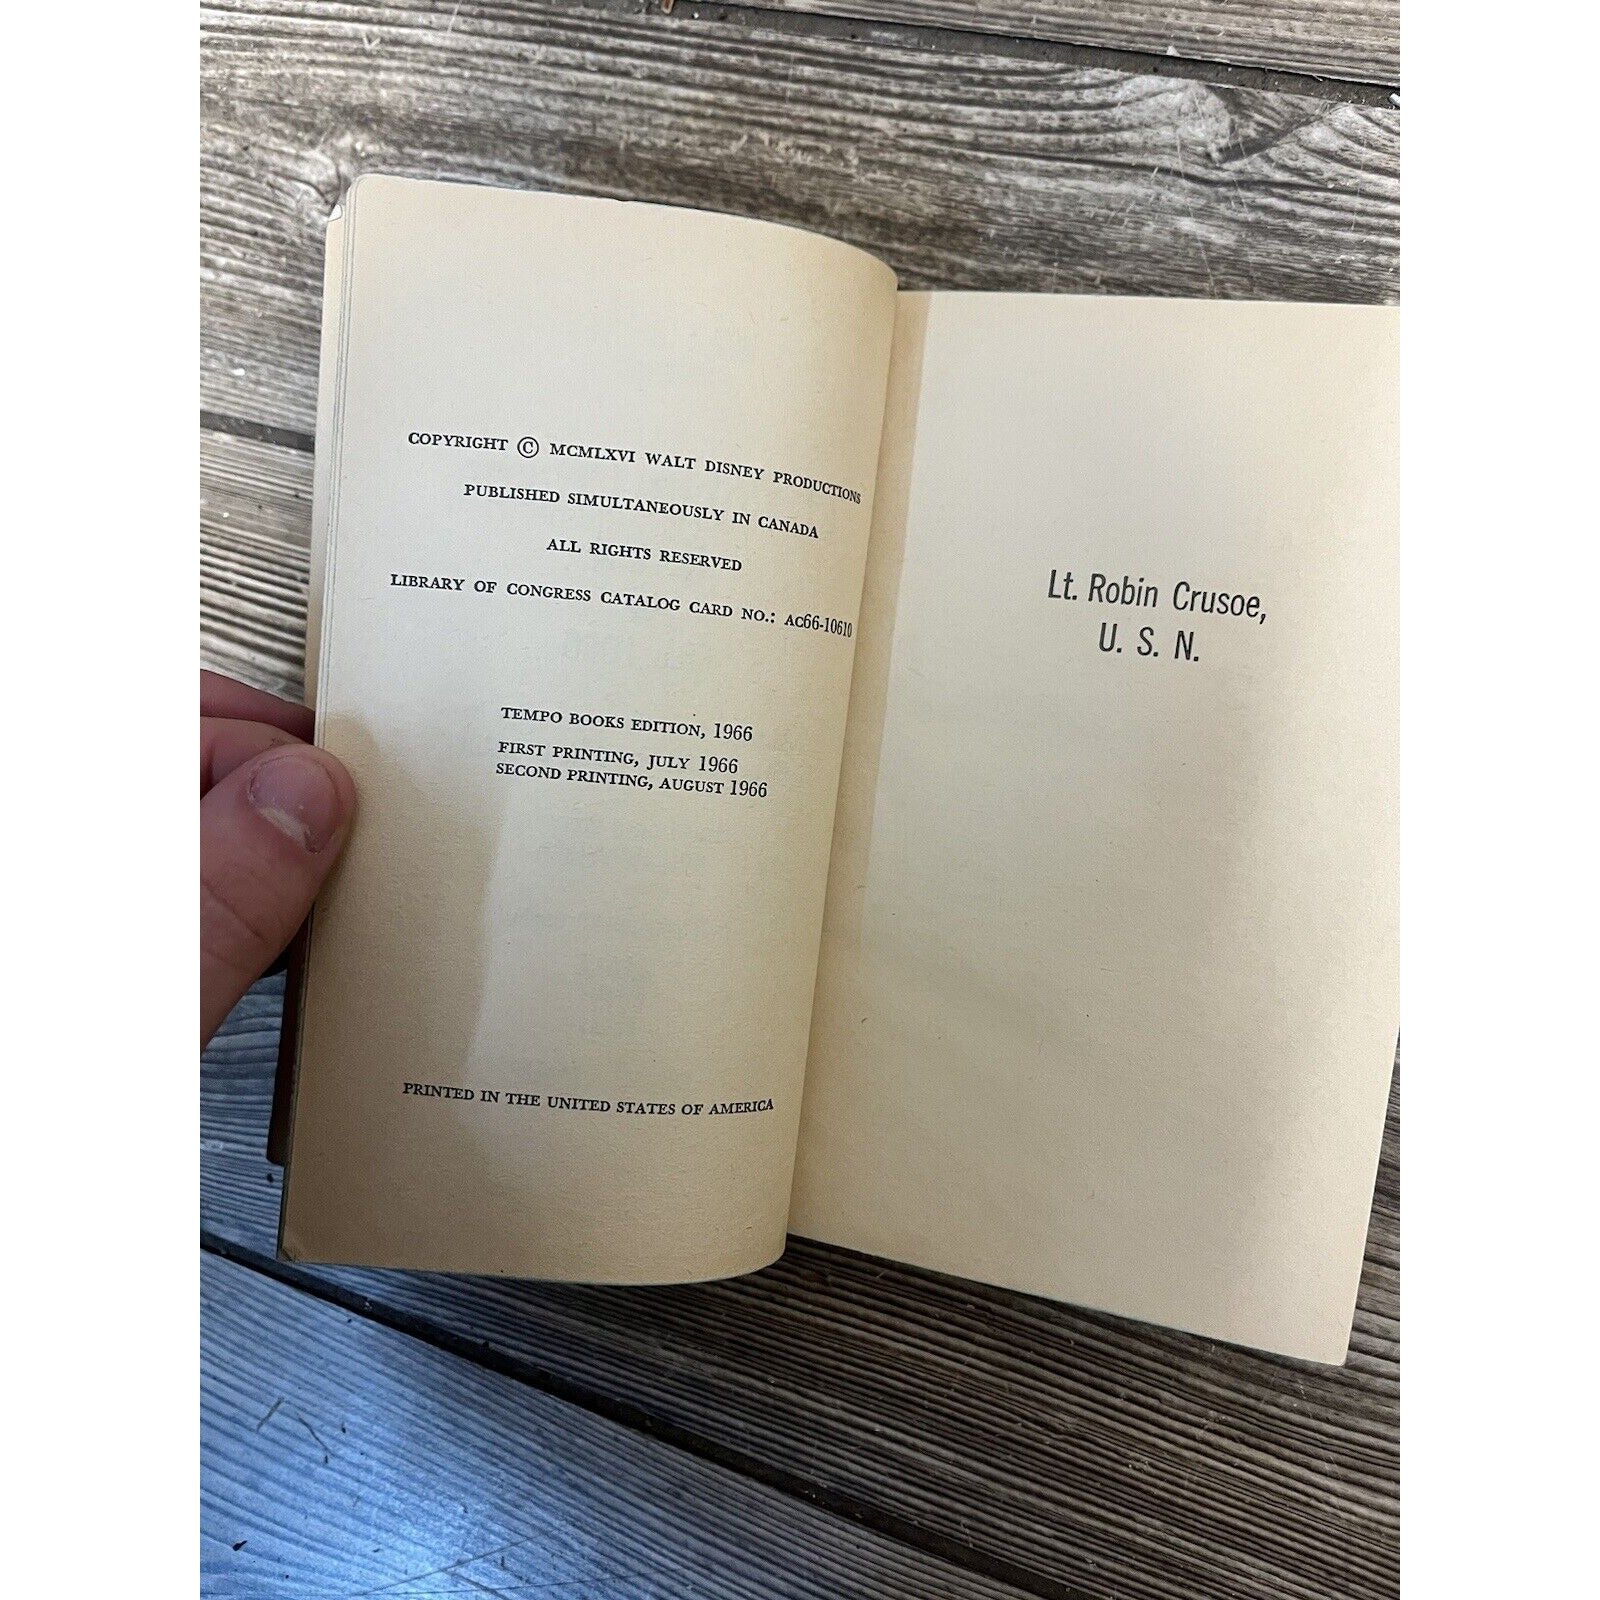 COPYRIGHT © MCMLXVI WALT DISNEY PRODUCTIONS
PUBLISHED SIMULTANEOUSLY IN CANADA
ALL RIGHTS RESERVED
LIBRARY OF CONGRESS CATALOG CARD NO.: AC66-10610
TEMPO BOOKS EDITION, 1966
FIRST PRINTING, JULY 1966
SECOND PRINTING, AUGUST 1966
PRINTED IN THE UNITED STATES OF AMERICA
Lt. Robin Crusoe,
U. S. N.